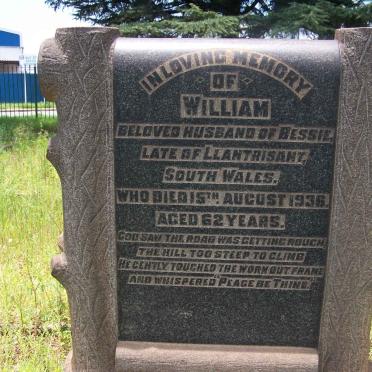 IN LOVING MEMORY
OF
WILLIAM
BELOVED HUSBAND OF BESSIE,
LATE OF LLANTRISANT,
SOUTH WALES.
WHO DIED 15TH AUGUST 1936.
AGED 62 YEARS.
GOD SAW THE ROAD WAS GETTING ROUGH,
THE HILL TOO STEEP TO CLIMB
HE GENTLY TOUCHED THE WORN OUT FRAME
AND WHISPERED PEACE BE THINE.